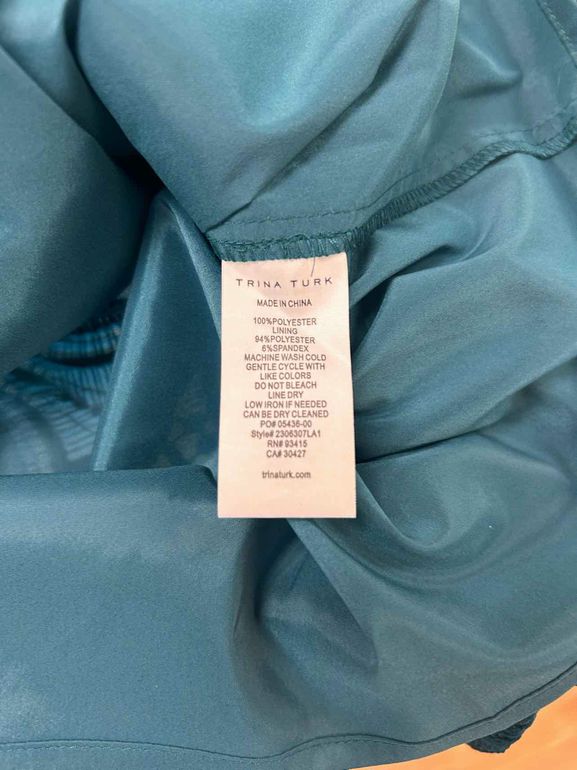 TRINA TURK
MADE IN CHINA
100%POLYESTER
LINING
94%POLYESTER
6%SPANDEX
MACHINE WASH COLD
GENTLE CYCLE WITH
LIKE COLORS
DO NOT BLEACH
LINE DRY
LOW IRON IF NEEDED
CAN BE DRY CLEANED
PO# 05436-00
Style# 2306307LA1
RN# 93415
CA# 30427
trinaturk.com